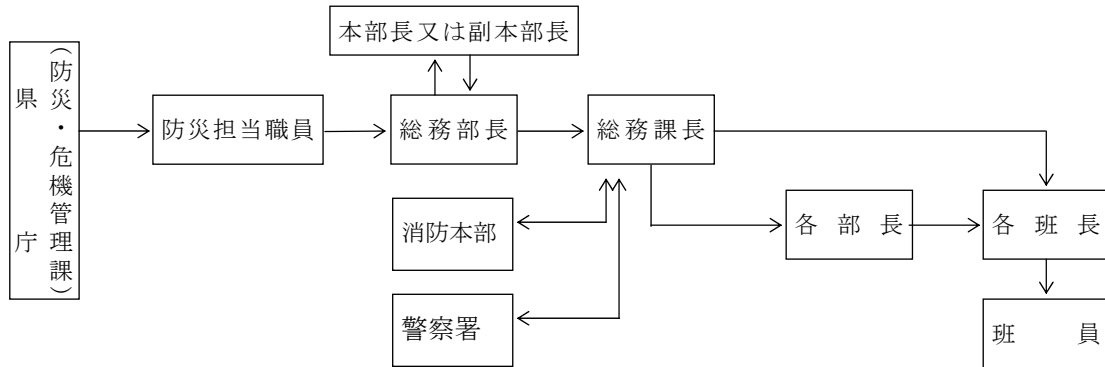 本部長又は副本部長
県庁
（防災・危機管理課）
防災担当職員
総務部長
総務課長
消防本部
各部長
各班長
警察署
班員